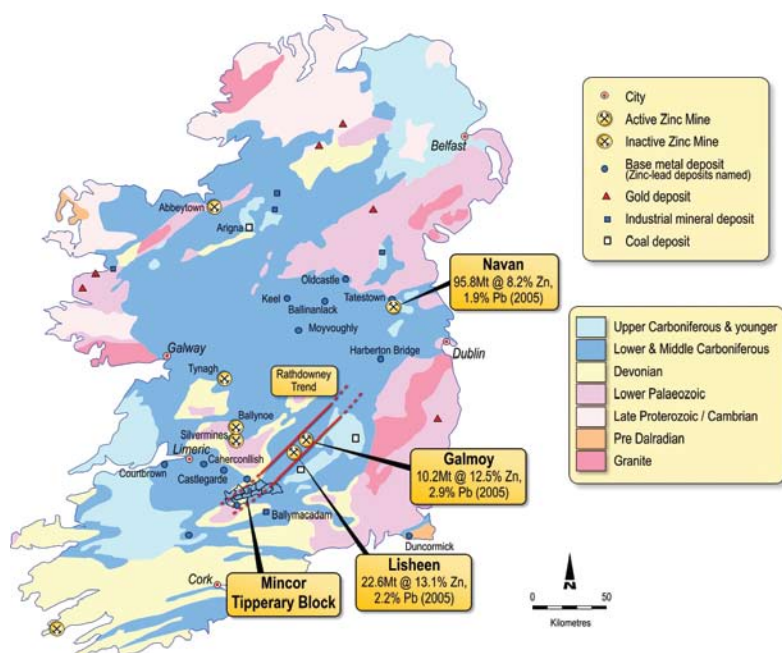 Belfast
Abbeytown
Arigna
Navan
95.8Mt @ 8.2% Zn,
1.9% Pb (2005)
Oldcastle
Keel
Ballinanlack
Tatestown
Moyvoughly
Galway
Harberton Bridge
Dublin
Tynagh
Rathdowney
Trend
Ballynoe
Silvermines
Limeric
Caherconllish
Courtbrown
Castlegarde
Galmoy
10.2Mt @ 12.5% Zn,
2.9% Pb (2005)
Ballymacadam
Duncormick
Lisheen
22.6Mt @ 13.1% Zn,
2.2% Pb (2005)
Cork
Mincor
Tipperary Block
City
Active Zinc Mine
Inactive Zinc Mine
Base metal deposit
(Zinc-lead deposits named)
Gold deposit
Industrial mineral deposit
Coal deposit
Upper Carboniferous & younger
Lower & Middle Carboniferous
Devonian
Lower Palaeozoic
Late Proterozoic / Cambrian
Pre Dalradian
Granite
N
0 50
Kilometres